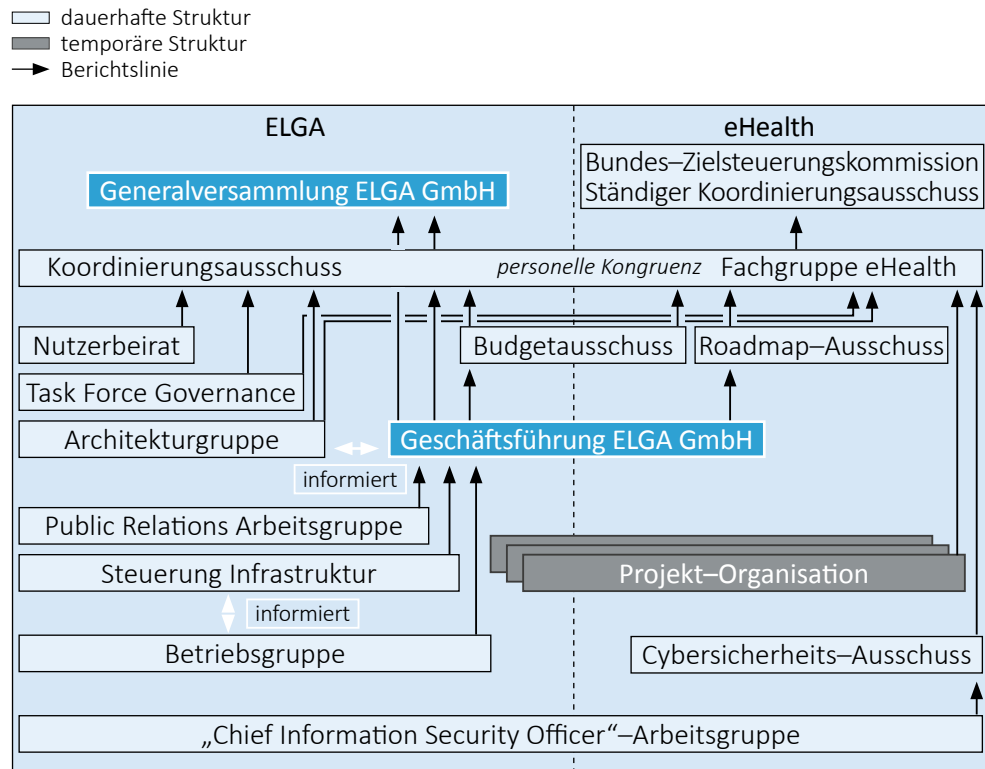 dauerhafte Struktur
temporäre Struktur
Berichtslinie
ELGA
eHealth
Generalversammlung ELGA GmbH
Bundes–Zielsteuerungskommission
Ständiger Koordinierungsausschuss
Koordinierungsausschuss
personelle Kongruenz
Fachgruppe eHealth
Nutzerbeirat
Budgetausschuss
Roadmap–Ausschuss
Task Force Governance
Architekturgruppe
Geschäftsführung ELGA GmbH
informiert
Public Relations Arbeitsgruppe
Steuerung Infrastruktur
Projekt–Organisation
informiert
Betriebsgruppe
Cybersicherheits–Ausschuss
„Chief Information Security Officer“–Arbeitsgruppe